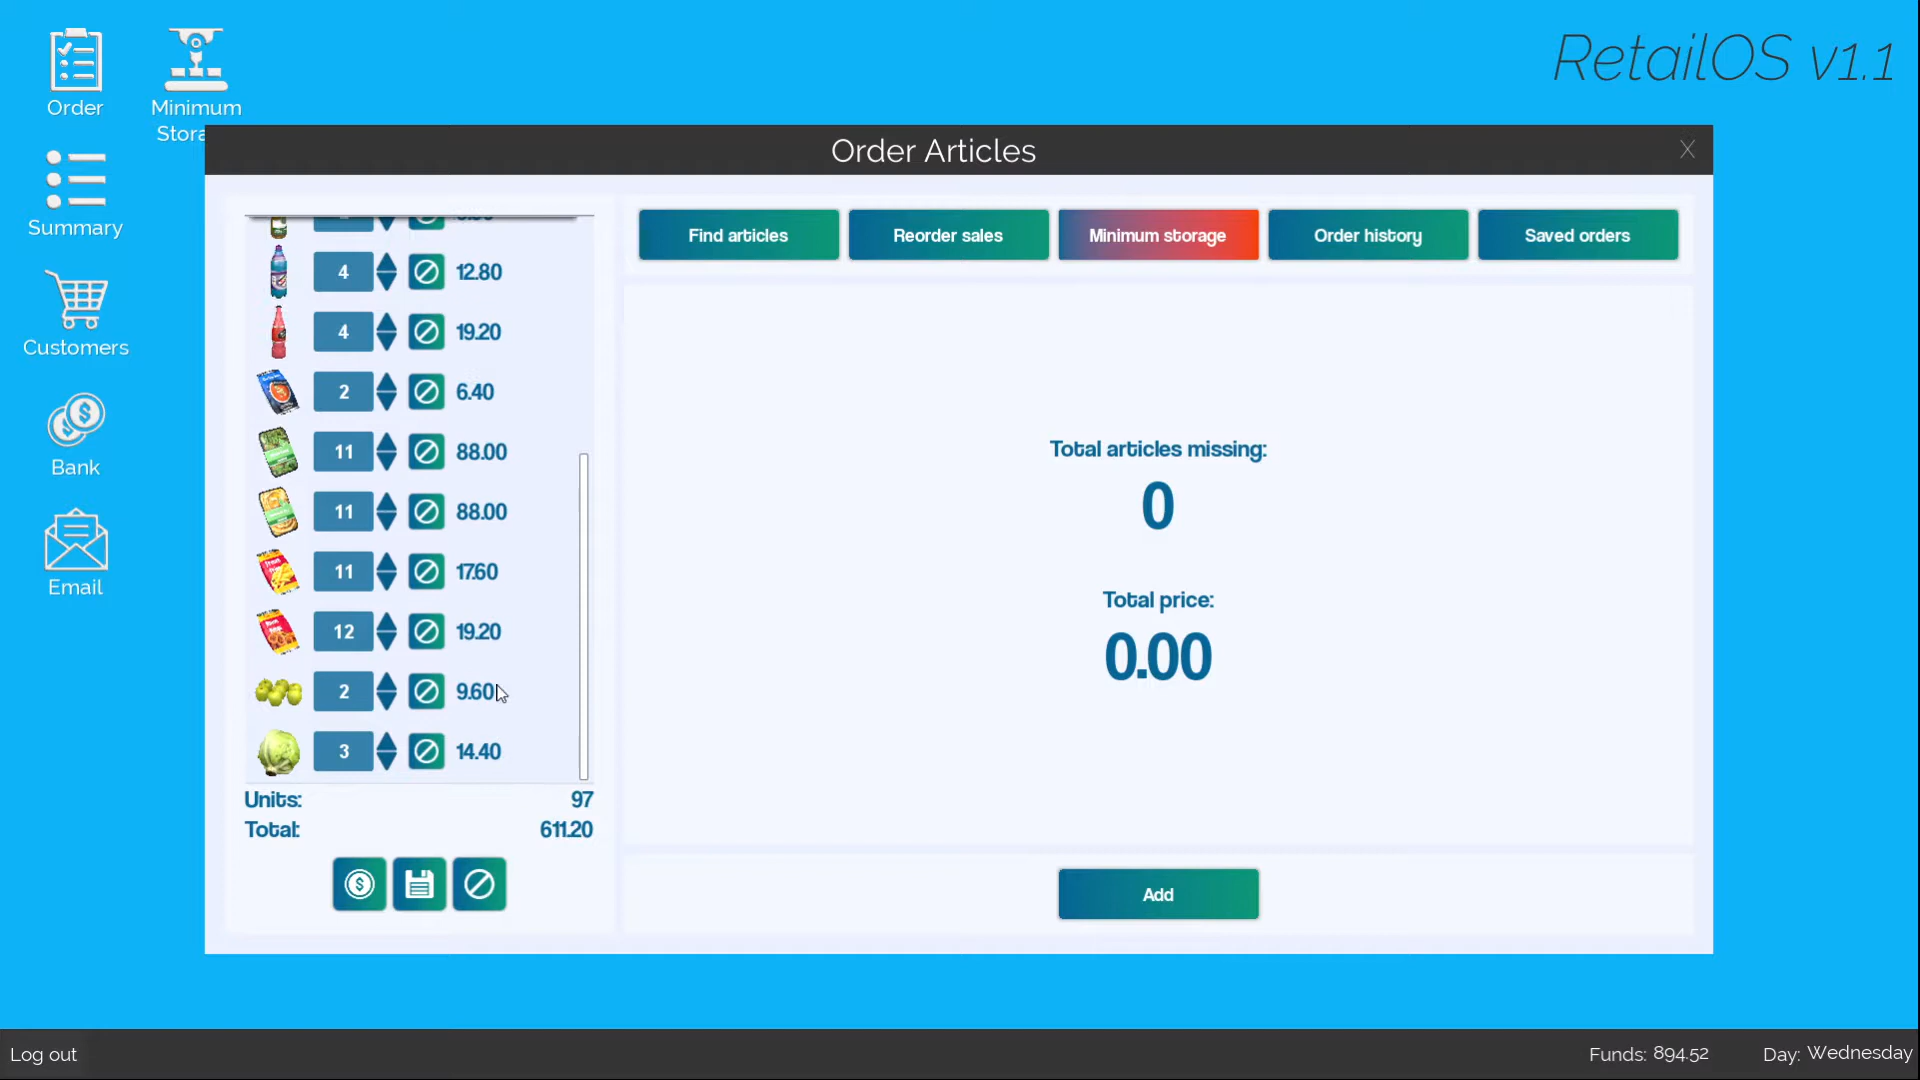 RetailOS v1.1
Order
Minimum
Stora
Summary
Customers
Bank
Email
Order Articles
X
Find articles
Reorder sales
Minimum storage
Order history
Saved orders
4
12.80
4
19.20
2
6.40
11
88.00
11
88.00
11
17.60
12
19.20
2
9.60
3
14.40
Units: 97
Total: 611.20
Total articles missing:
0
Total price:
0.00
Add
Log out
Funds: 894.52
Day: Wednesday